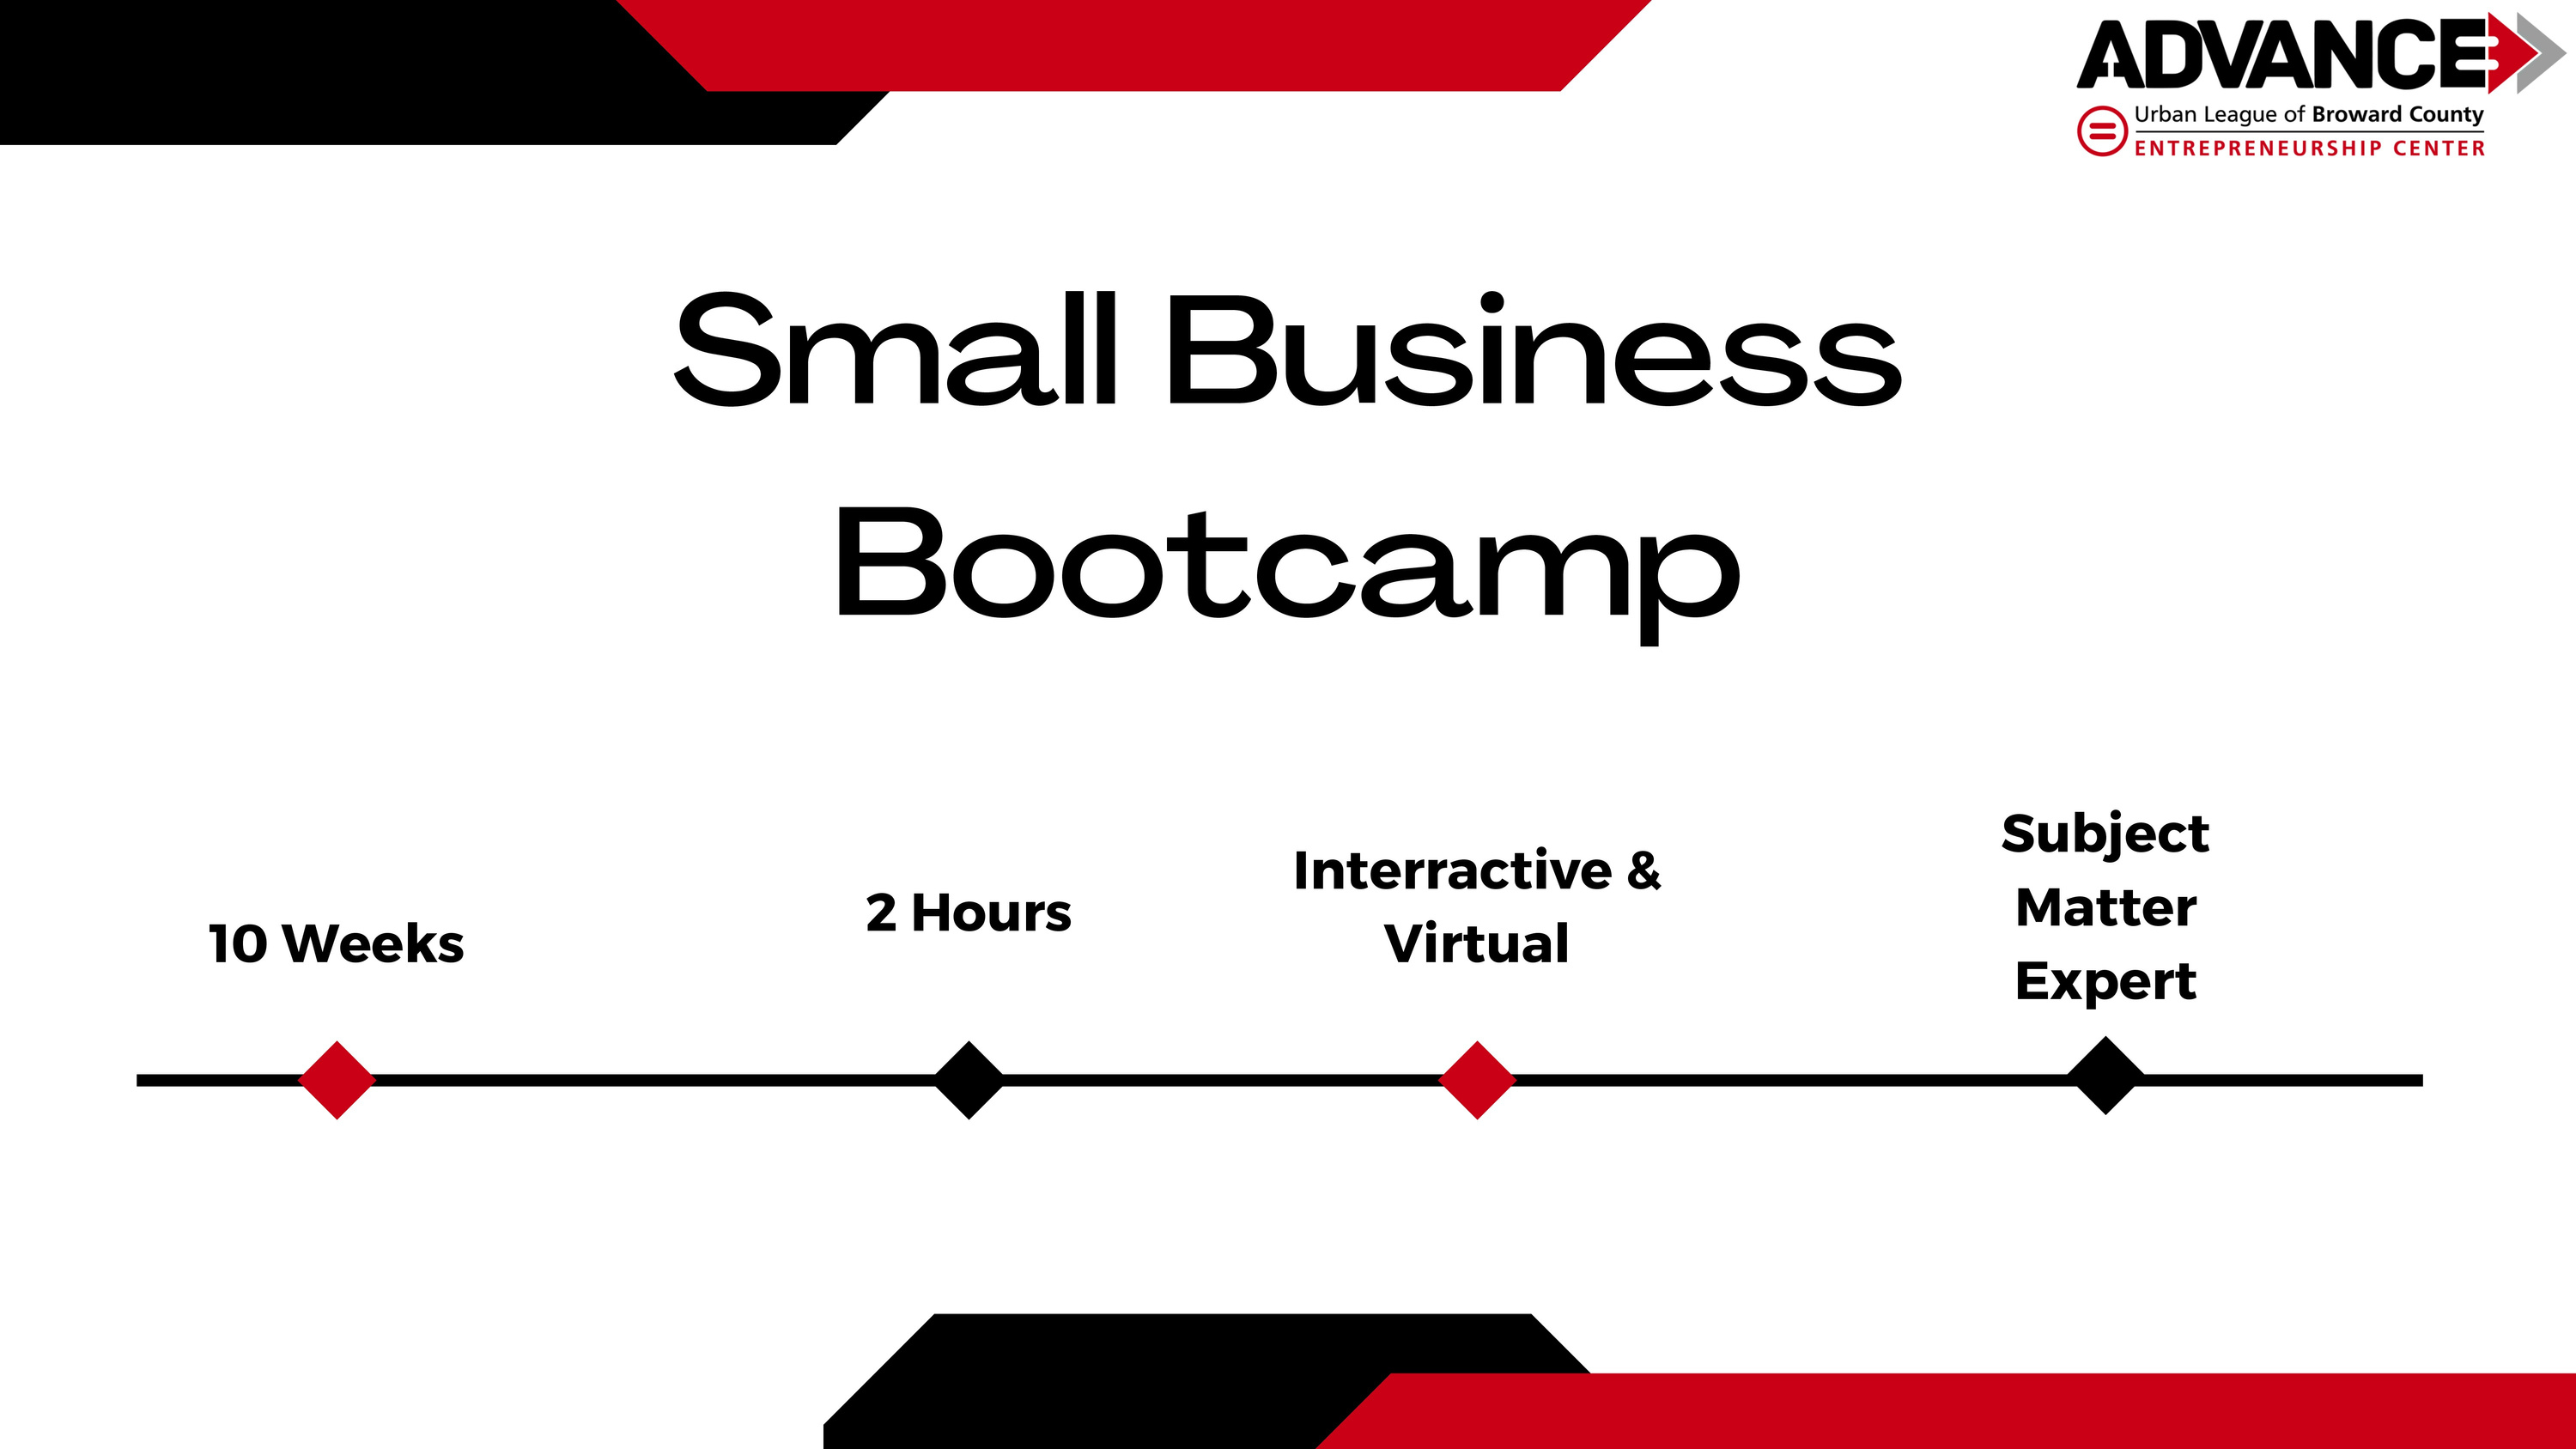 ADVANCE
Urban League of Broward County
ENTREPRENEURSHIP CENTER
Small Business
Bootcamp
10 Weeks
2 Hours
Interractive &
Virtual
Subject
Matter
Expert